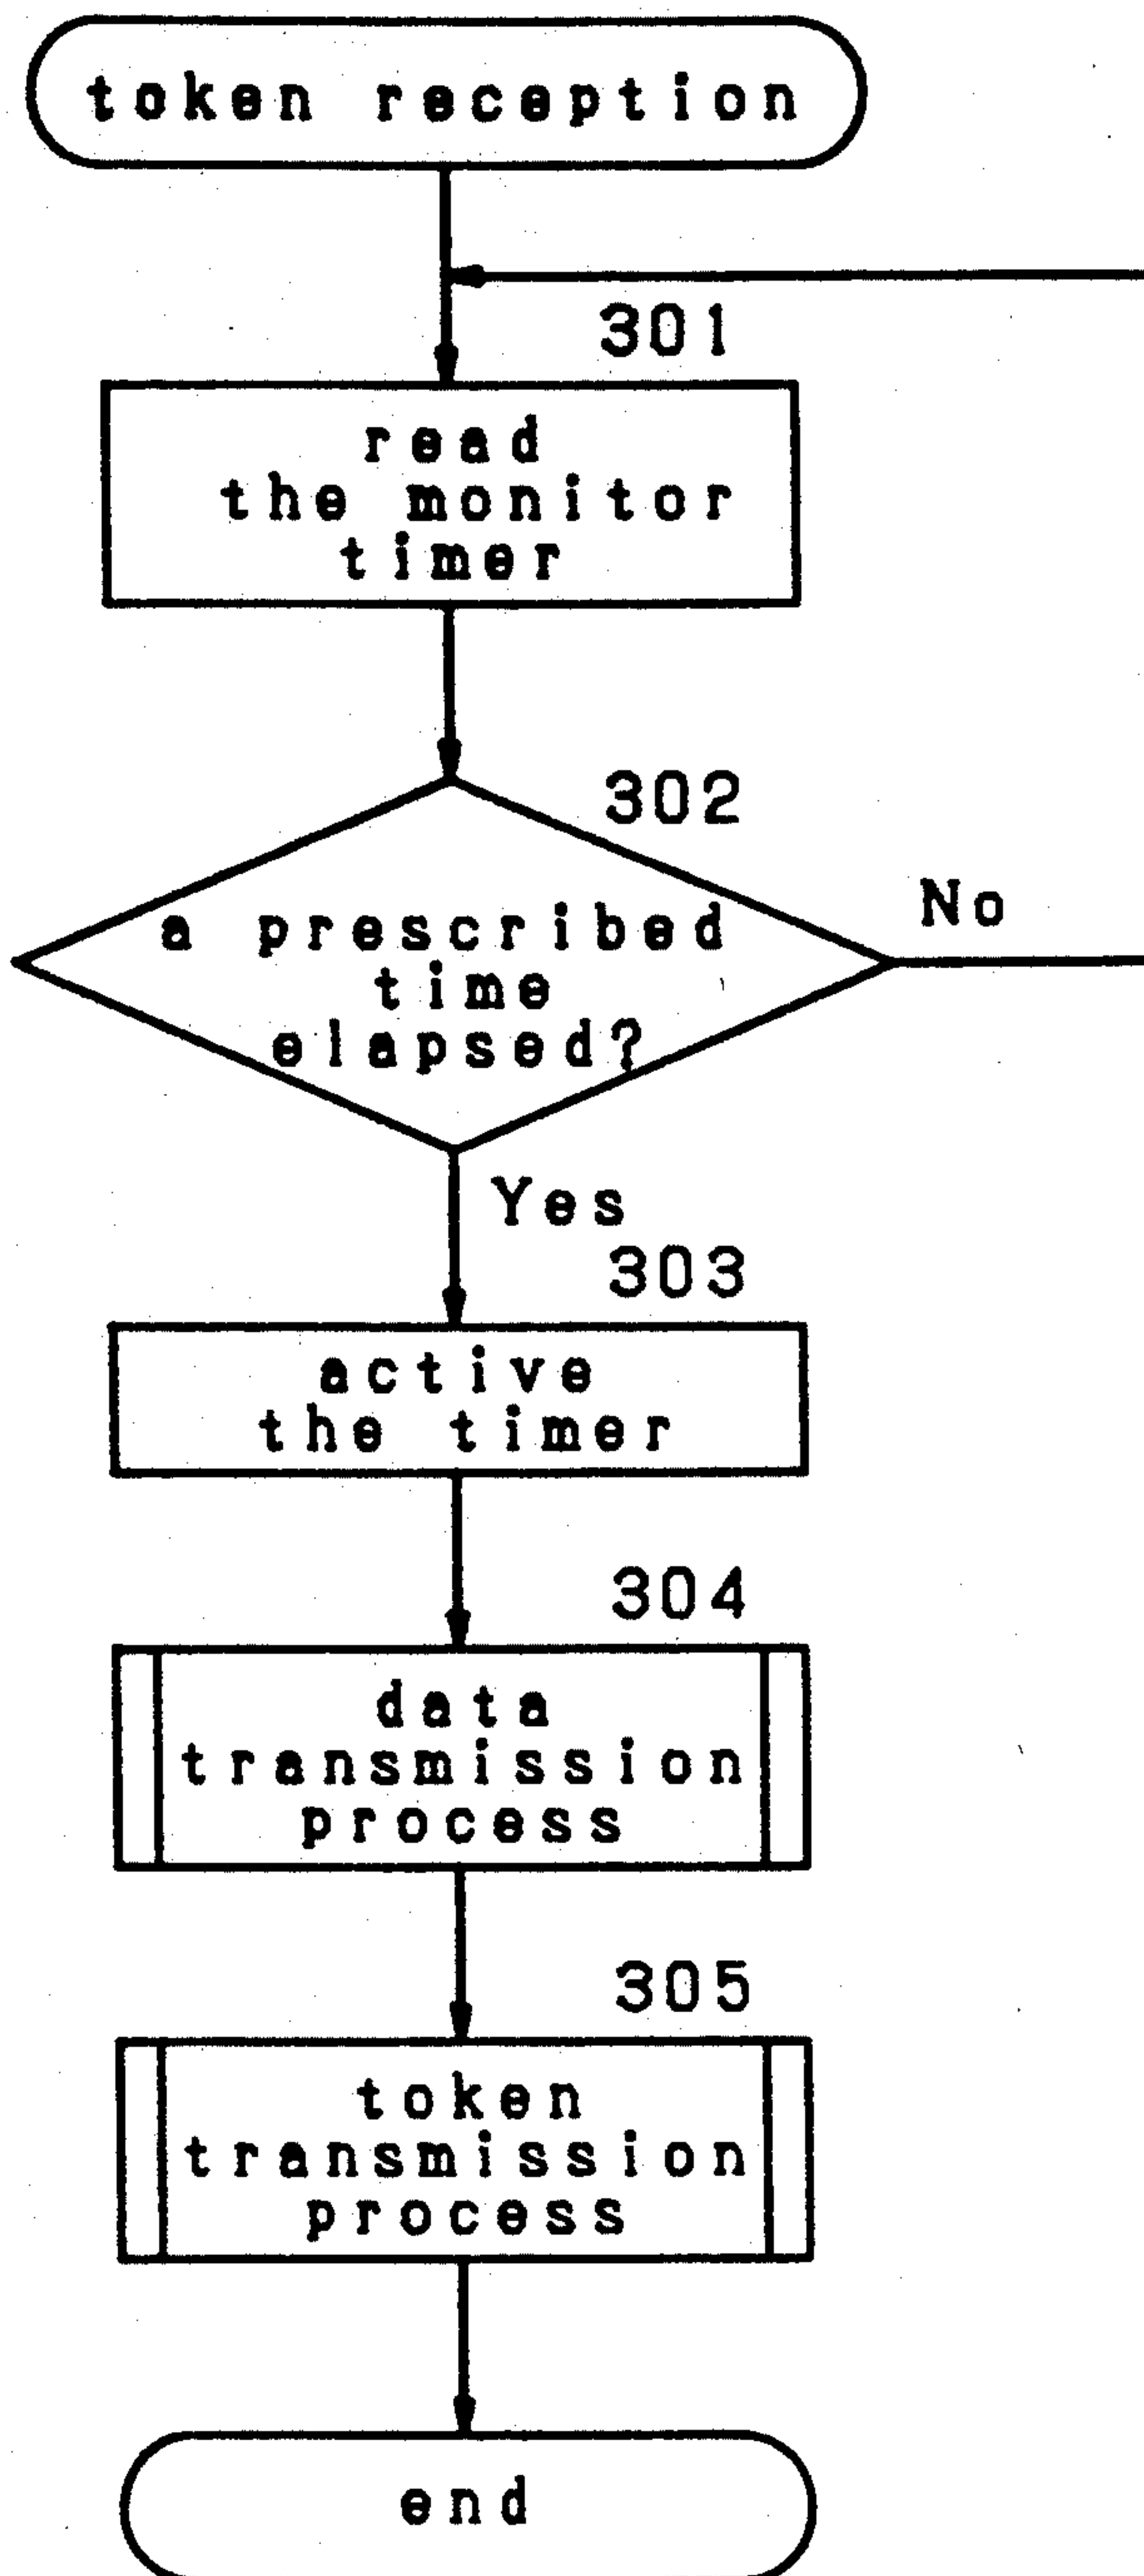 token reception
301
read
the monitor
timer
302
a prescribed
time
elapsed?
No
Yes
303
active
the timer
304
data
transmission
process
305
token
transmission
process
end